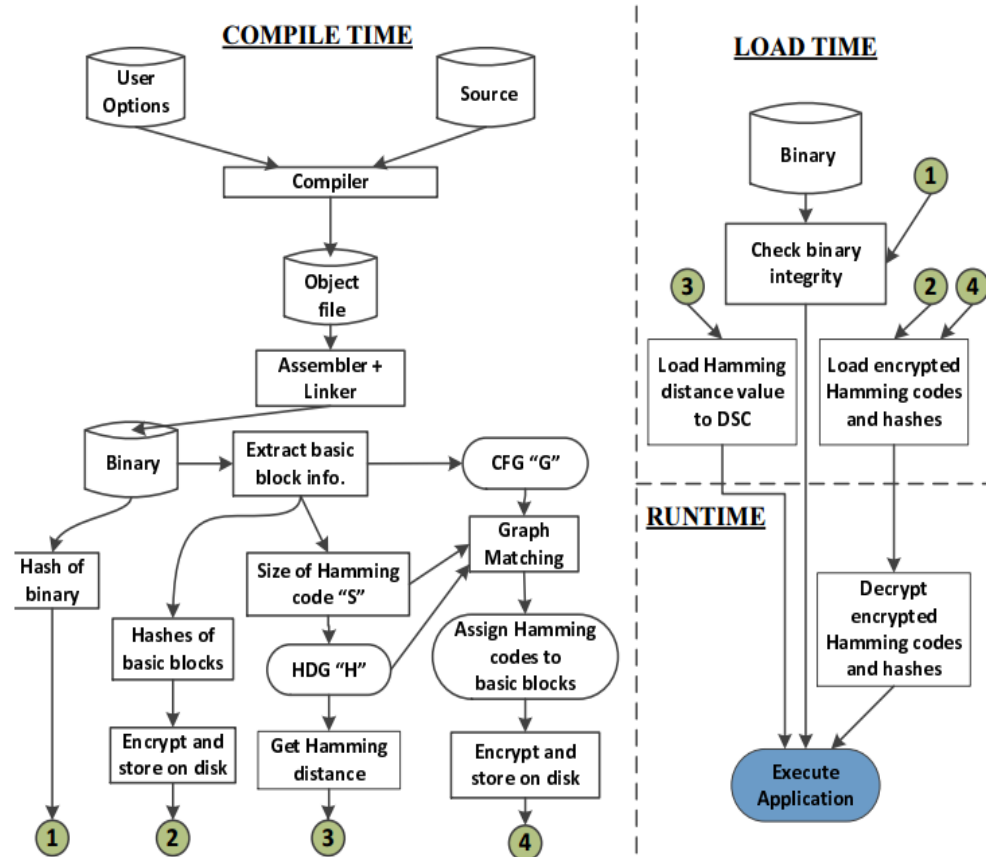 COMPILE TIME
User
Options
Source
Compiler
Object
file
Assembler +
Linker
Binary
Extract basic
block info.
CFG “G”
Hash of
binary
Size of Hamming
code “S”
Graph
Matching
Hashes of
basic blocks
HDG “H”
Assign Hamming
codes to
basic blocks
Encrypt and
store on disk
Get Hamming
distance
Encrypt and
store on disk
1
2
3
4
LOAD TIME
Binary
1
Check binary
integrity
3
2
4
Load Hamming
distance value
to DSC
Load encrypted
Hamming codes
and hashes
RUNTIME
Decrypt
encrypted
Hamming codes
and hashes
Execute
Application